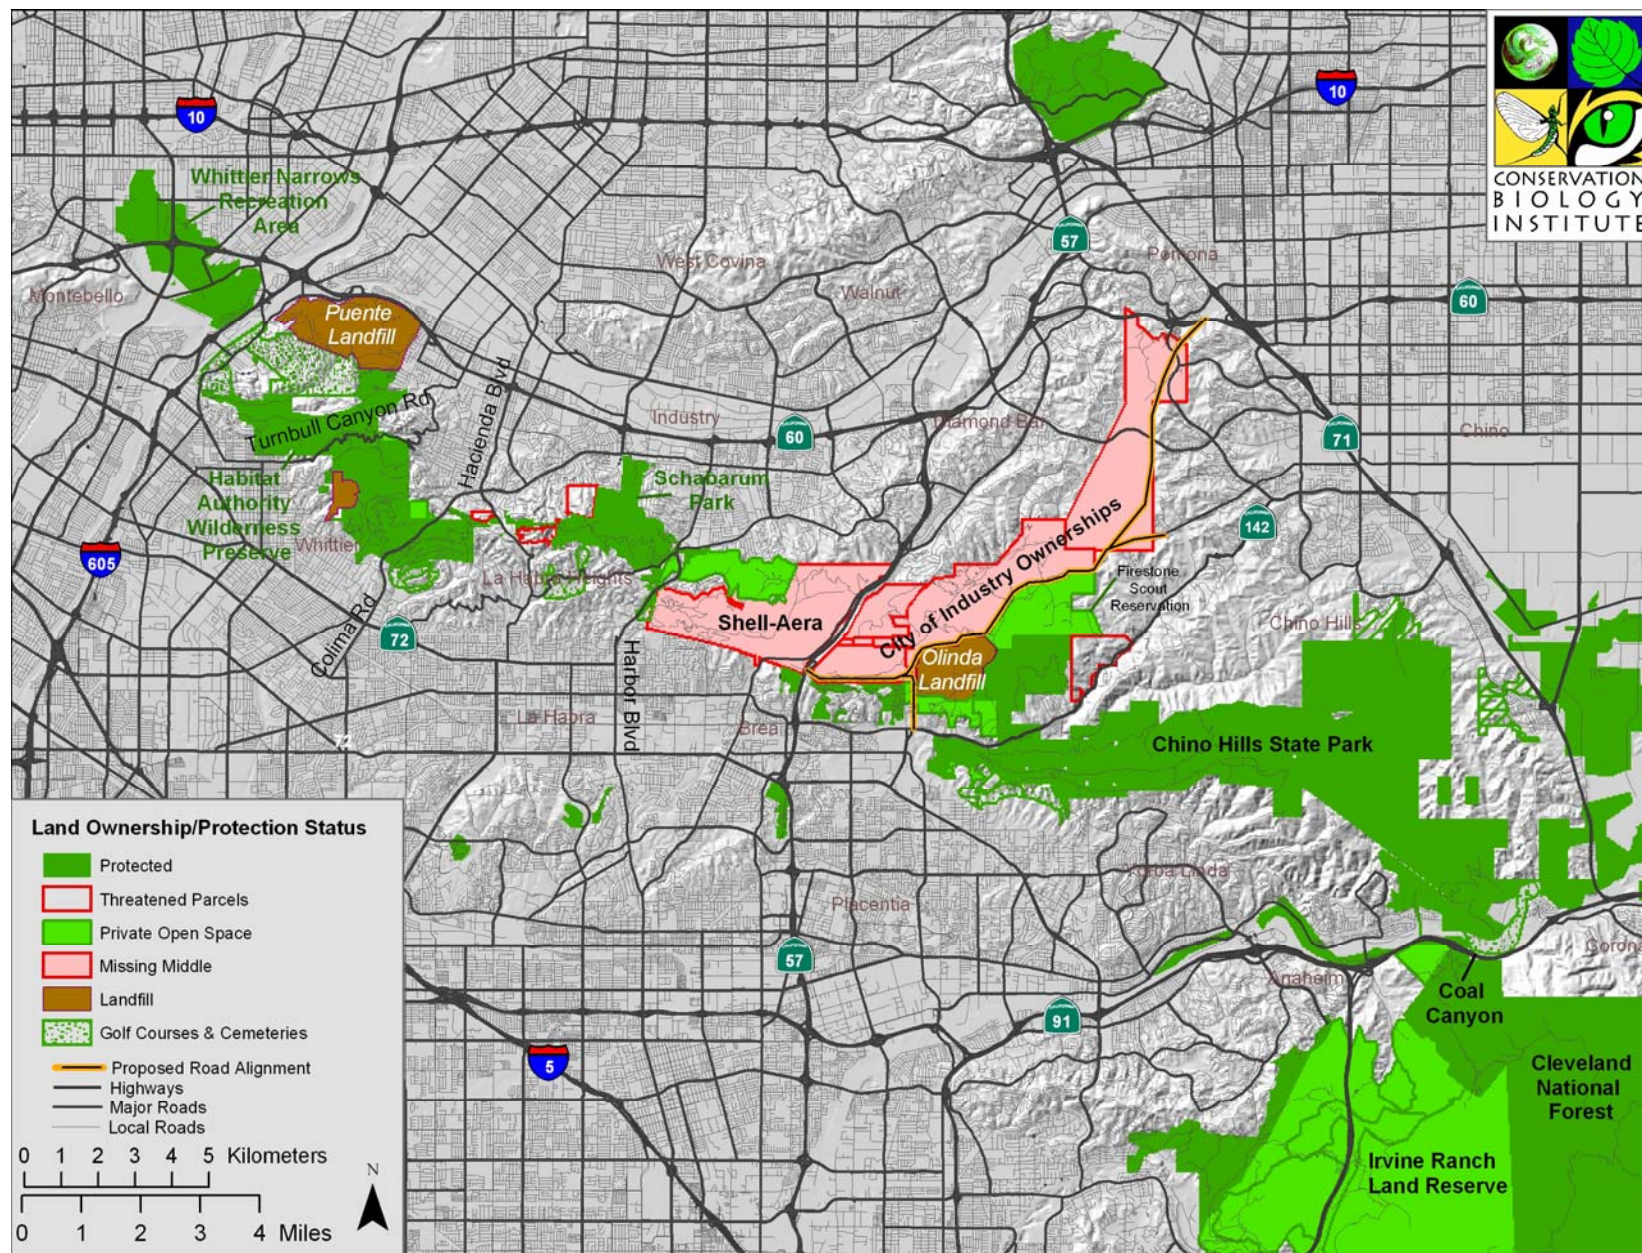 10
10
CONSERVATION
BIOLOGY
INSTITUTE
Whittier Narrows
Recreation
Area
CALIFORNIA
57
Pomona
West Covina
Walnut
Montebello
60
Puente
Landfill
Hacienda Blvd
Turnbull Canyon Rd
Industry
60
Diamond Bar
71
Chino
Habitat
Authority
Wilderness
Preserve
Schabarum
Park
Whittier
142
605
La Habra Heights
City of Industry Ownerships
Firestone
Scout
Reservation
Shell-Aera
Chino Hills
Colima Rd
72
Harbor Blvd
Olinda
Landfill
La Habra
Brea
72
Chino Hills State Park
Yorba Linda
Placentia
57
Anaheim
Corona
Coal
Canyon
91
5
Cleveland
National
Forest
Irvine Ranch
Land Reserve
Land Ownership/Protection Status
Protected
Threatened Parcels
Private Open Space
Missing Middle
Landfill
Golf Courses & Cemeteries
Proposed Road Alignment
Highways
Major Roads
Local Roads
0 1 2 3 4 5 Kilometers
0 1 2 3 4 Miles
N